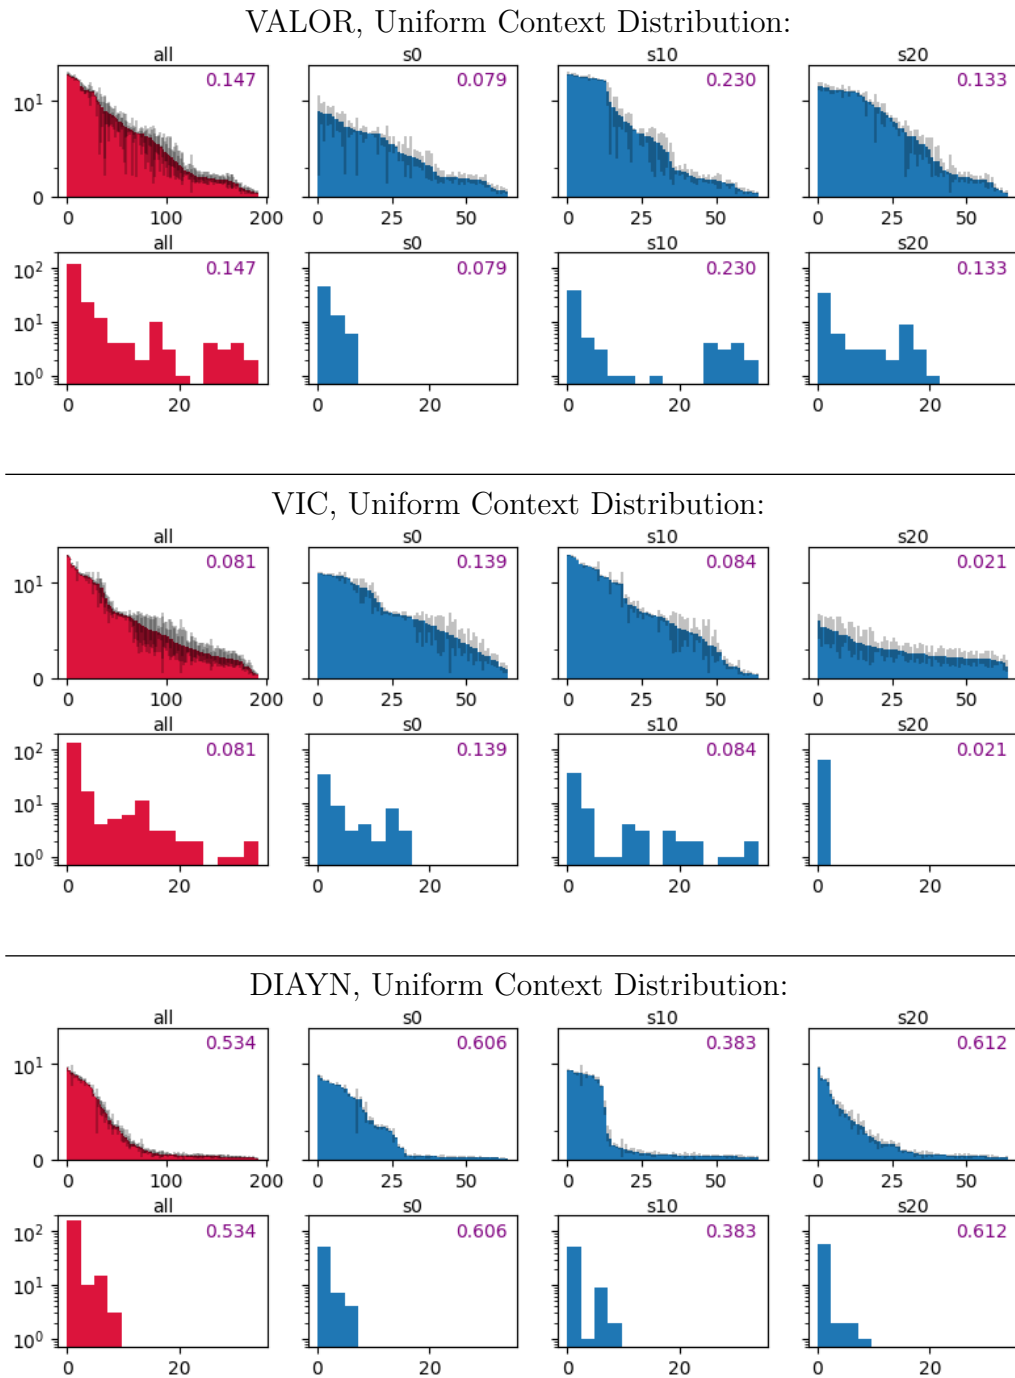 VALOR, Uniform Context Distribution:
all s0 s10 s20
0.147 0.079 0.230 0.133
10¹
0
0 100 200 0 25 50 0 25 50 0 25 50
all s0 s10 s20
10² 0.147 0.079 0.230 0.133
10¹
10⁰
0 20 0 20 0 20 0 20
VIC, Uniform Context Distribution:
all s0 s10 s20
0.081 0.139 0.084 0.021
10¹
0
0 100 200 0 25 50 0 25 50 0 25 50
all s0 s10 s20
10² 0.081 0.139 0.084 0.021
10¹
10⁰
0 20 0 20 0 20 0 20
DIAYN, Uniform Context Distribution:
all s0 s10 s20
0.534 0.606 0.383 0.612
10¹
0
0 100 200 0 25 50 0 25 50 0 25 50
all s0 s10 s20
10² 0.534 0.606 0.383 0.612
10¹
10⁰
0 20 0 20 0 20 0 20